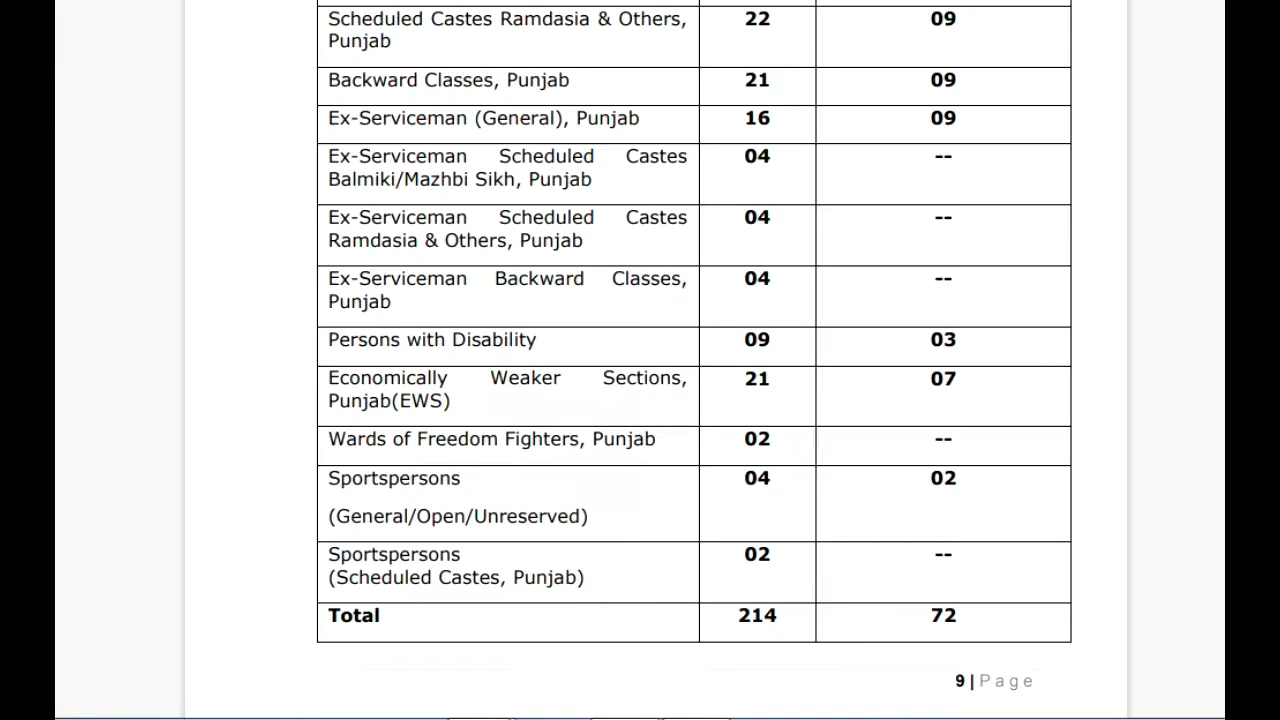 Scheduled Castes Ramdasia & Others, 22 09
Punjab
Backward Classes, Punjab 21 09
Ex-Serviceman (General), Punjab 16 09
Ex-Serviceman Scheduled Castes 04 --
Balmiki/Mazhbi Sikh, Punjab
Ex-Serviceman Scheduled Castes 04 --
Ramdasia & Others, Punjab
Ex-Serviceman Backward Classes, 04 --
Punjab
Persons with Disability 09 03
Economically Weaker Sections, 21 07
Punjab(EWS)
Wards of Freedom Fighters, Punjab 02 --
Sportspersons 04 02
(General/Open/Unreserved)
Sportspersons 02 --
(Scheduled Castes, Punjab)
Total 214 72
9 | Page